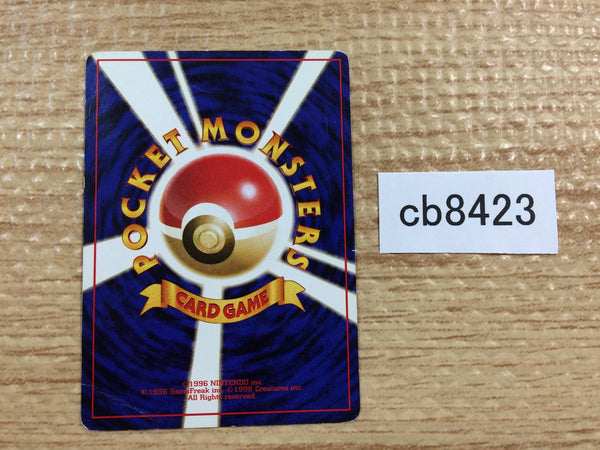 POCKET MONSTERS
CARD GAME
©1996 NINTENDO inc.
©1996 GameFreak inc. ©1996 Creatures inc.
All Rights reserved.
cb8423